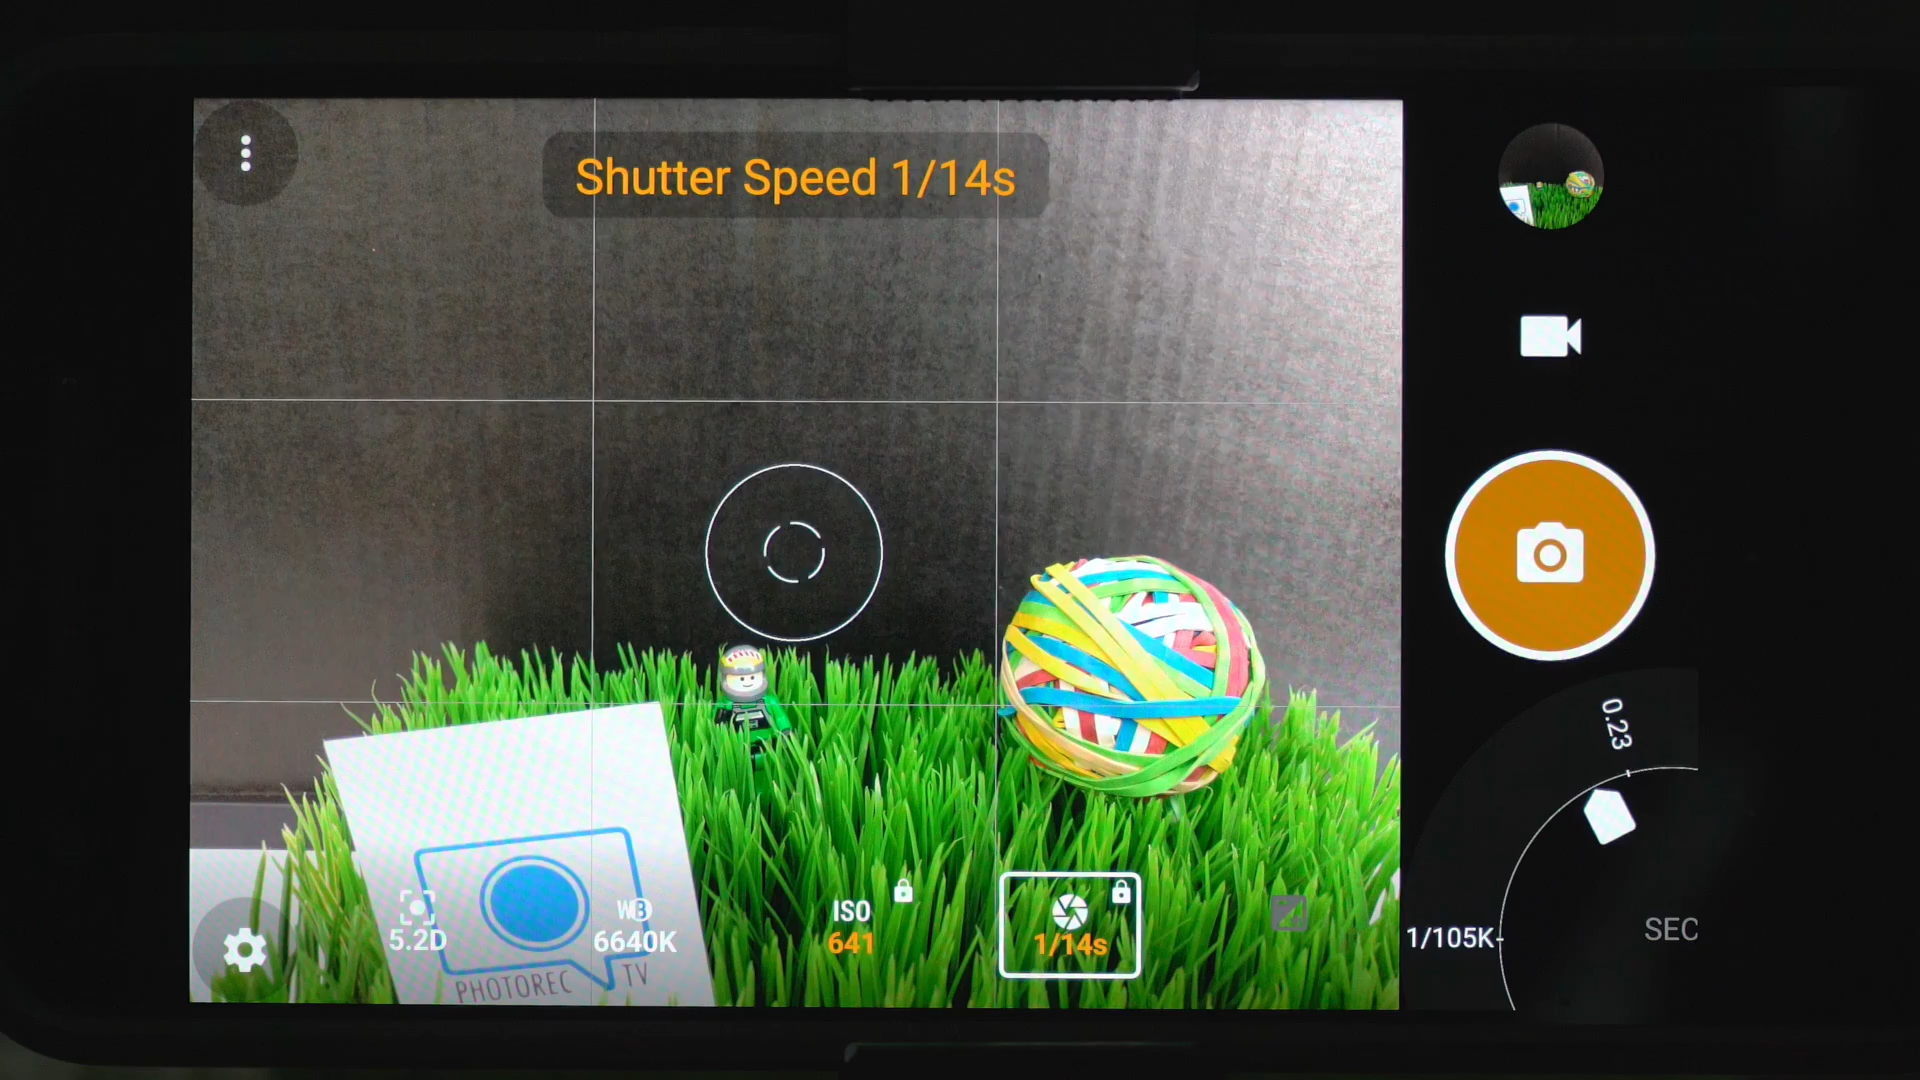 Shutter Speed 1/14s
0.23
5.2D
WB
6640K
ISO
641
1/14s
1/105K-
SEC
PHOTOREC TV